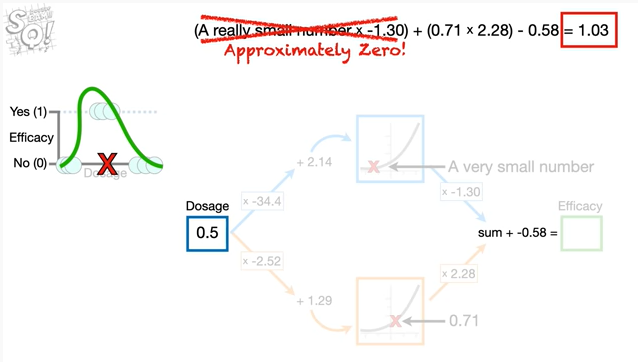 (A really small number x -1.30) + (0.71 x 2.28) - 0.58 = 1.03
Approximately Zero!
SQ!
Yes (1)
Efficacy
No (0)
Dosage
+ 2.14
A very small number
x -34.4
x -1.30
Dosage
Efficacy
0.5
sum + -0.58 =
x -2.52
x 2.28
+ 1.29
0.71